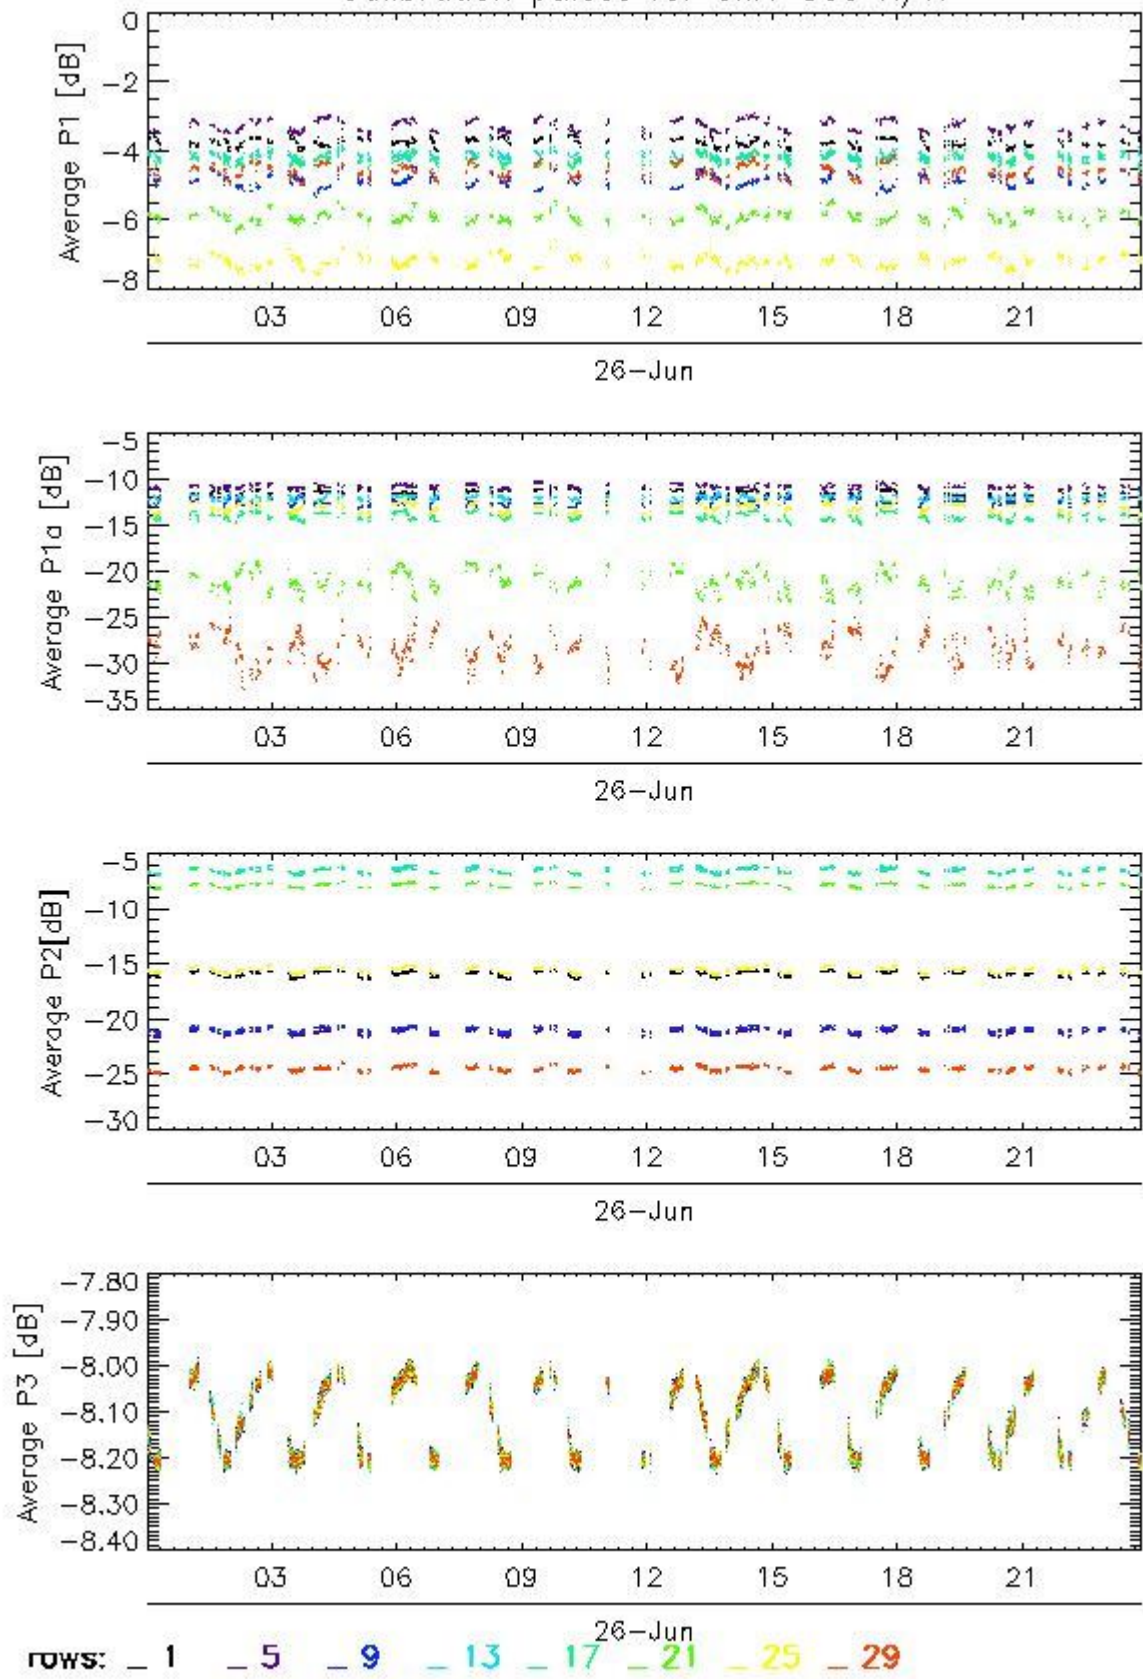 0
-2
-4
-6
-8
Average P1 [dB]
03 06 09 12 15 18 21
26-Jun
-5
-10
-15
-20
-25
-30
-35
Average P1a [dB]
03 06 09 12 15 18 21
26-Jun
-5
-10
-15
-20
-25
-30
Average P2[dB]
03 06 09 12 15 18 21
26-Jun
-7.80
-7.90
-8.00
-8.10
-8.20
-8.30
-8.40
Average P3 [dB]
03 06 09 12 15 18 21
26-Jun
rows: _ 1 _ 5 _ 9 _ 13 _ 17 _ 21 _ 25 _ 29